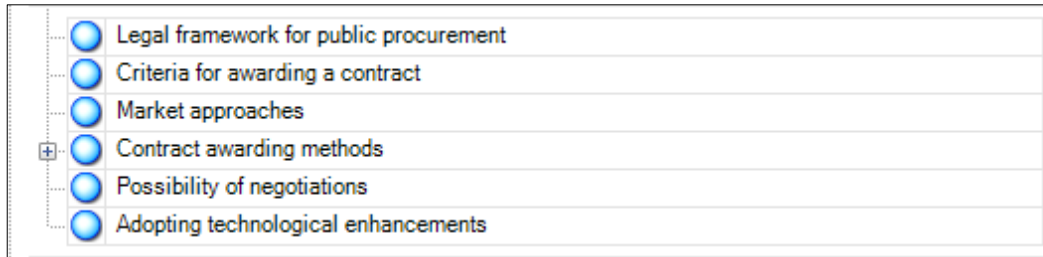 Legal framework for public procurement
Criteria for awarding a contract
Market approaches
Contract awarding methods
Possibility of negotiations
Adopting technological enhancements